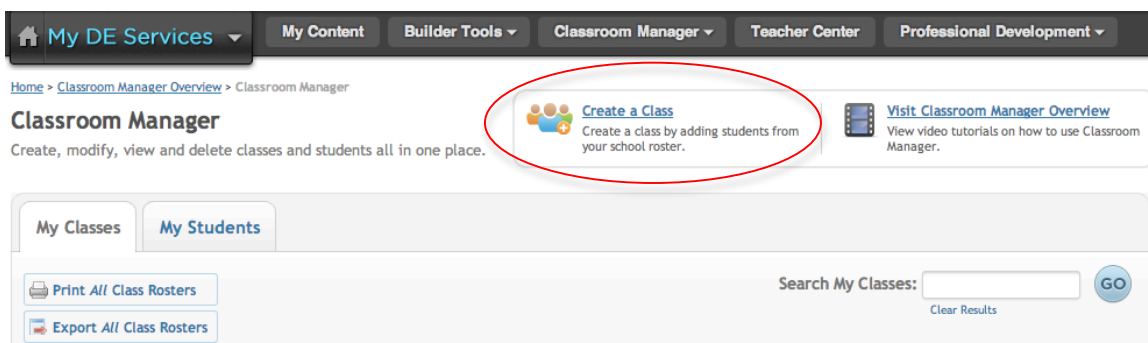 My DE Services My Content Builder Tools Classroom Manager Teacher Center Professional Development
Home > Classroom Manager Overview > Classroom Manager
Classroom Manager
Create, modify, view and delete classes and students all in one place.
Create a Class
Create a class by adding students from
your school roster.
Visit Classroom Manager Overview
View video tutorials on how to use Classroom
Manager.
My Classes My Students
Print All Class Rosters
Export All Class Rosters
Search My Classes: GO
Clear Results